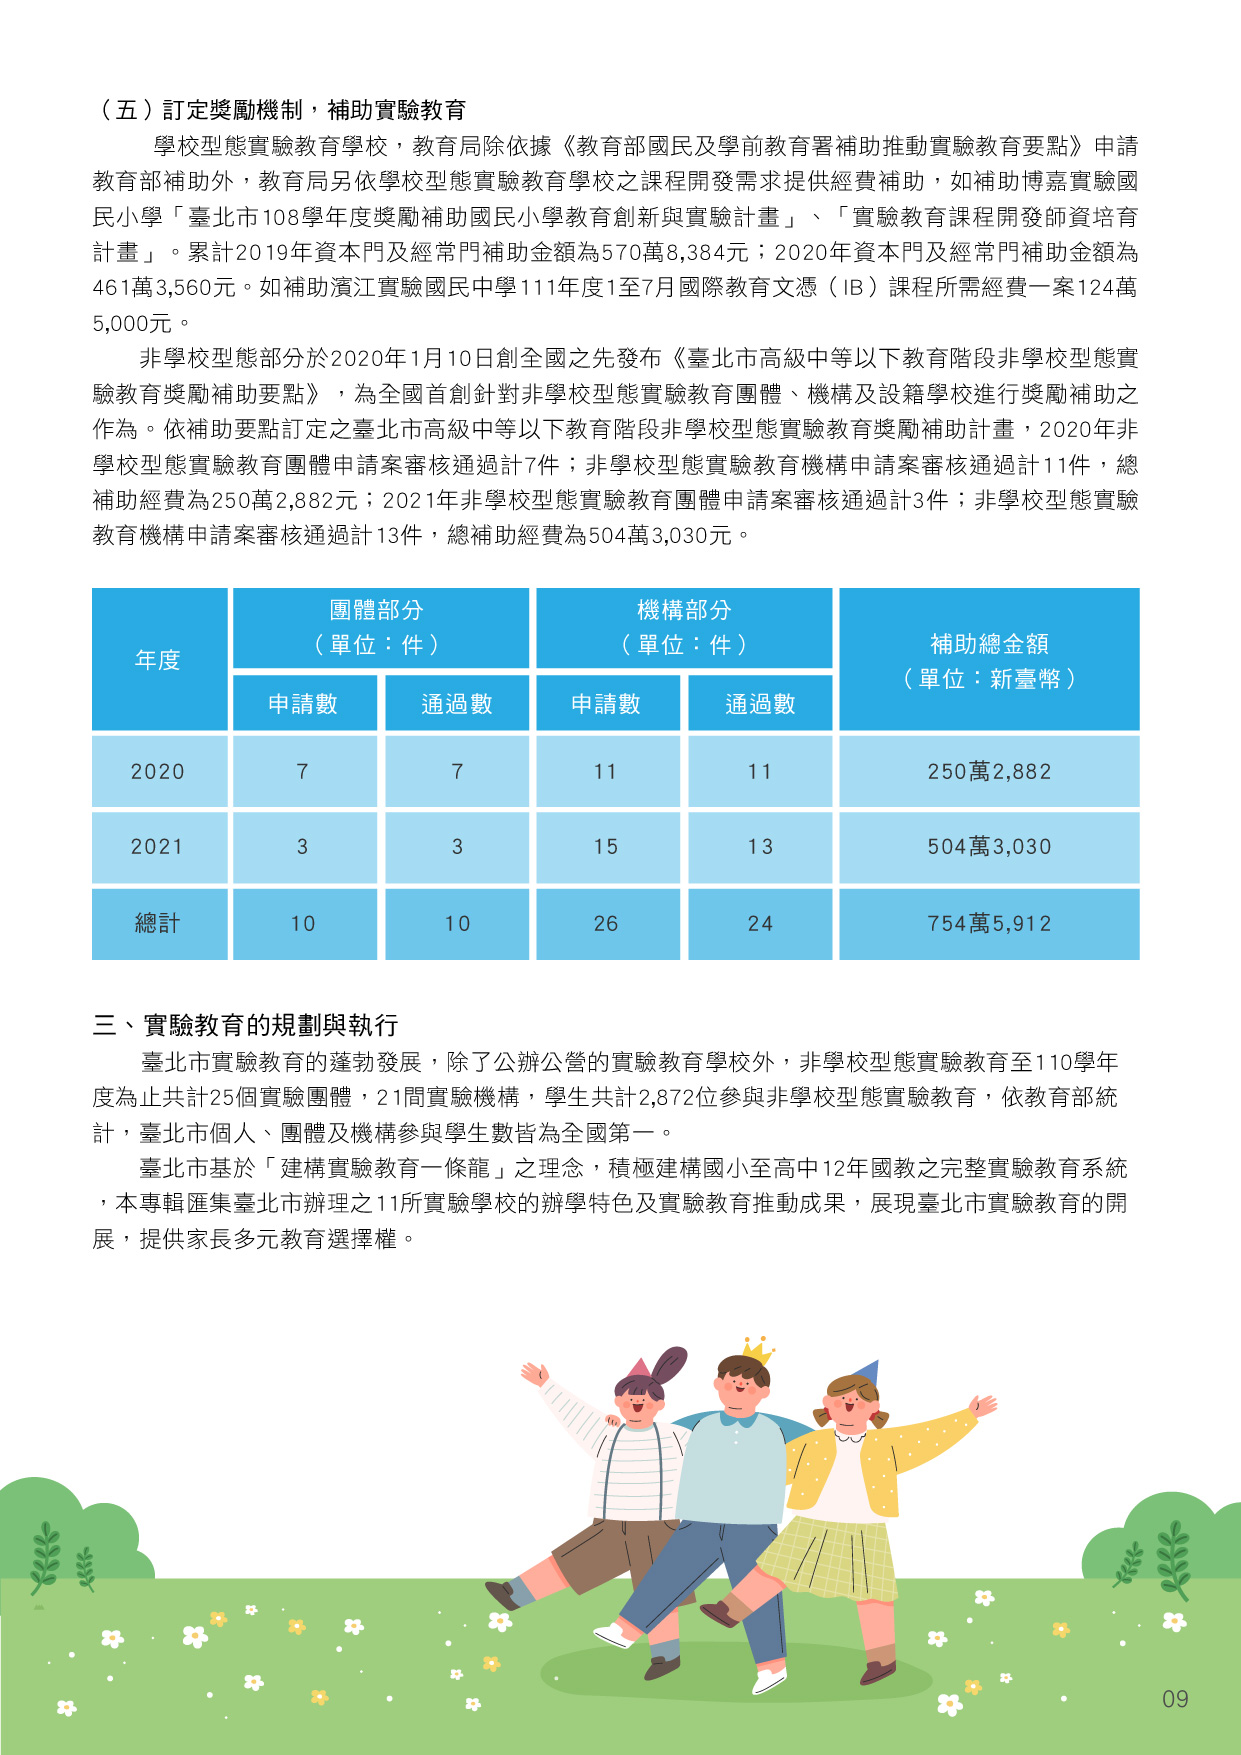 （五）訂定獎勵機制，補助實驗教育
學校型態實驗教育學校，教育局除依據《教育部國民及學前教育署補助推動實驗教育要點》申請
教育部補助外，教育局另依學校型態實驗教育學校之課程開發需求提供經費補助，如補助博嘉實驗國
民小學「臺北市108學年度獎勵補助國民小學教育創新與實驗計畫」、「實驗教育課程開發師資培育
計畫」。累計2019年資本門及經常門補助金額為570萬8,384元；2020年資本門及經常門補助金額為
461萬3,560元。如補助濱江實驗國民中學111年度1至7月國際教育文憑（IB）課程所需經費一案124萬
5,000元。
非學校型態部分於2020年1月10日創全國之先發布《臺北市高級中等以下教育階段非學校型態實
驗教育獎勵補助要點》，為全國首創針對非學校型態實驗教育團體、機構及設籍學校進行獎勵補助之
作為。依補助要點訂定之臺北市高級中等以下教育階段非學校型態實驗教育獎勵補助計畫，2020年非
學校型態實驗教育團體申請案審核通過計7件；非學校型態實驗教育機構申請案審核通過計11件，總
補助經費為250萬2,882元；2021年非學校型態實驗教育團體申請案審核通過計3件；非學校型態實驗
教育機構申請案審核通過計13件，總補助經費為504萬3,030元。
年度
團體部分
（單位：件）
機構部分
（單位：件）
補助總金額
（單位：新臺幣）
申請數 通過數 申請數 通過數
2020 7 7 11 11 250萬2,882
2021 3 3 15 13 504萬3,030
總計 10 10 26 24 754萬5,912
三、實驗教育的規劃與執行
臺北市實驗教育的蓬勃發展，除了公辦公營的實驗教育學校外，非學校型態實驗教育至110學年
度為止共計25個實驗團體，21間實驗機構，學生共計2,872位參與非學校型態實驗教育，依教育部統
計，臺北市個人、團體及機構參與學生數皆為全國第一。
臺北市基於「建構實驗教育一條龍」之理念，積極建構國小至高中12年國教之完整實驗教育系統
，本專輯匯集臺北市辦理之11所實驗學校的辦學特色及實驗教育推動成果，展現臺北市實驗教育的開
展，提供家長多元教育選擇權。
09